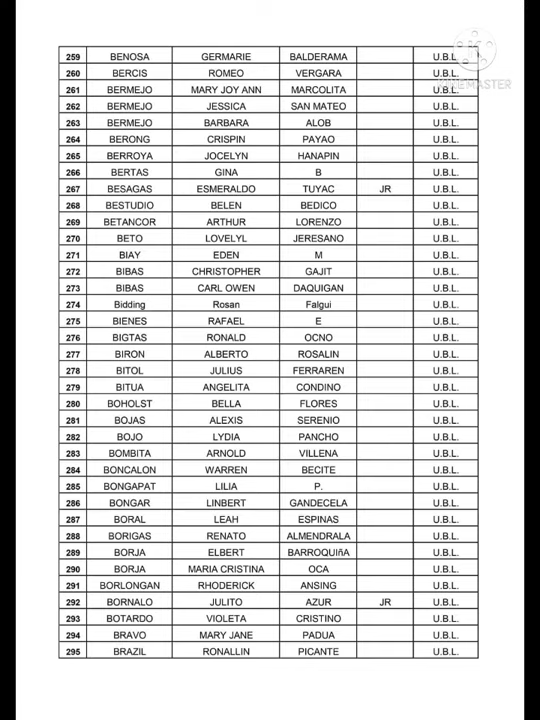 259 BENOSA GERMARIE BALDERAMA U.B.L.
260 BERCIS ROMEO VERGARA U.B.L.
261 BERMEJO MARY JOY ANN MARCOLITA U.B.L.
262 BERMEJO JESSICA SAN MATEO U.B.L.
263 BERMEJO BARBARA ALOB U.B.L.
264 BERONG CRISPIN PAYAO U.B.L.
265 BERROYA JOCELYN HANAPIN U.B.L.
266 BERTAS GINA B U.B.L.
267 BESAGAS ESMERALDO TUYAC JR U.B.L.
268 BESTUDIO BELEN BEDICO U.B.L.
269 BETANCOR ARTHUR LORENZO U.B.L.
270 BETO LOVELYL JERESANO U.B.L.
271 BIAY EDEN M U.B.L.
272 BIBAS CHRISTOPHER GAJIT U.B.L.
273 BIBAS CARL OWEN DAQUIGAN U.B.L.
274 Bidding Rosan Falgui U.B.L.
275 BIENES RAFAEL E U.B.L.
276 BIGTAS RONALD OCNO U.B.L.
277 BIRON ALBERTO ROSALIN U.B.L.
278 BITOL JULIUS FERRAREN U.B.L.
279 BITUA ANGELITA CONDINO U.B.L.
280 BOHOLST BELLA FLORES U.B.L.
281 BOJAS ALEXIS SERENIO U.B.L.
282 BOJO LYDIA PANCHO U.B.L.
283 BOMBITA ARNOLD VILLENA U.B.L.
284 BONCALON WARREN BECITE U.B.L.
285 BONGAPAT LILIA P. U.B.L.
286 BONGAR LINBERT GANDECELA U.B.L.
287 BORAL LEAH ESPINAS U.B.L.
288 BORIGAS RENATO ALMENDRALA U.B.L.
289 BORJA ELBERT BARROQUIñA U.B.L.
290 BORJA MARIA CRISTINA OCA U.B.L.
291 BORLONGAN RHODERICK ANSING U.B.L.
292 BORNALO JULITO AZUR JR U.B.L.
293 BOTARDO VIOLETA CRISTINO U.B.L.
294 BRAVO MARY JANE PADUA U.B.L.
295 BRAZIL RONALLIN PICANTE U.B.L.